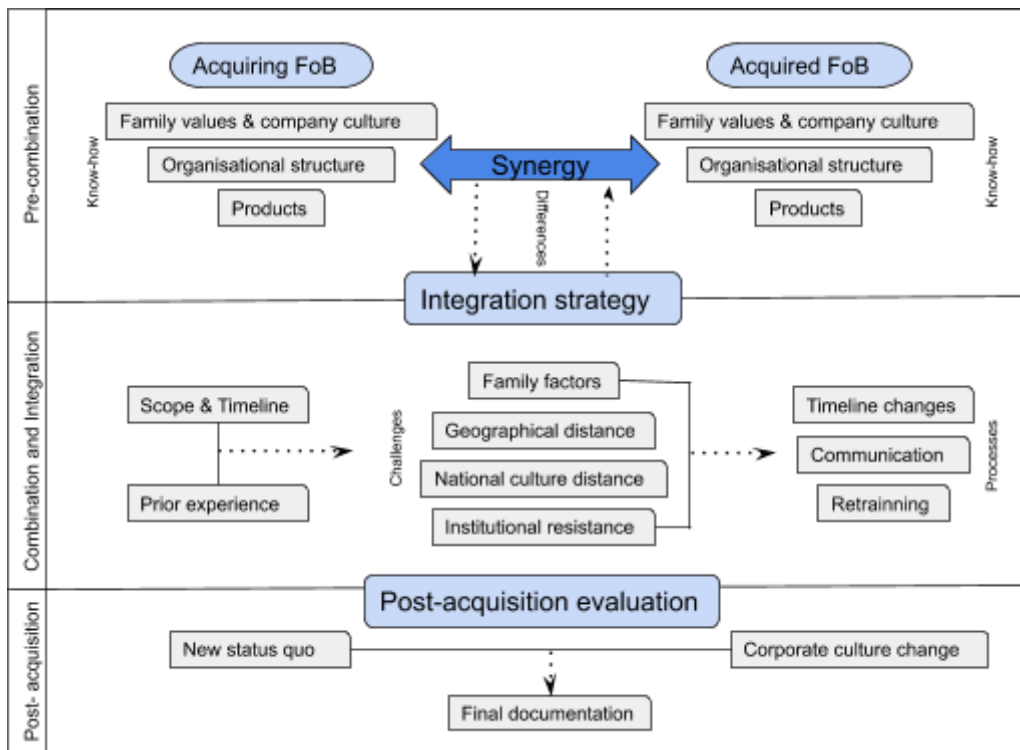 Pre-combination
Acquiring FoB
Acquired FoB
Know-how
Family values & company culture
Organisational structure
Products
Synergy
Differences
Family values & company culture
Organisational structure
Products
Know-how
Integration strategy
Combination and Integration
Scope & Timeline
Prior experience
Challenges
Family factors
Geographical distance
National culture distance
Institutional resistance
Timeline changes
Communication
Retrainning
Processes
Post-acquisition evaluation
Post- acquisition
New status quo
Corporate culture change
Final documentation